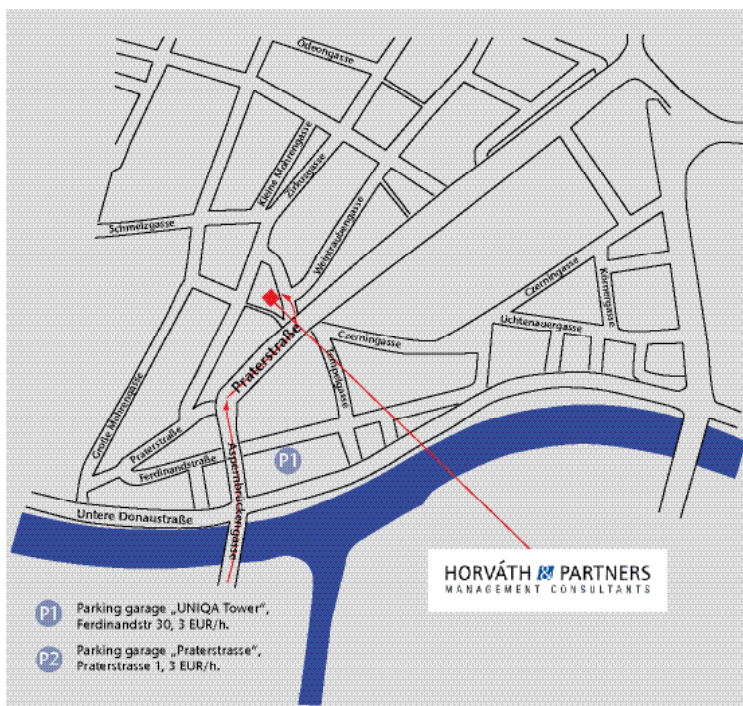 Odeongasse
Kleine Mohrengasse
Zirkusgasse
Schmelzgasse
Weintraubengasse
Czerningasse
Körnergasse
Lichtenauergasse
Czerningasse
Praterstraße
Tempelgasse
Große Mohrengasse
Praterstraße
Ferdinandstraße
P1
Aspernbrückengasse
Untere Donaustraße
HORVÁTH & PARTNERS
MANAGEMENT CONSULTANTS
P1 Parking garage „UNIQA Tower“,
Ferdinandstr 30, 3 EUR/h.
P2 Parking garage „Praterstrasse“,
Praterstrasse 1, 3 EUR/h.